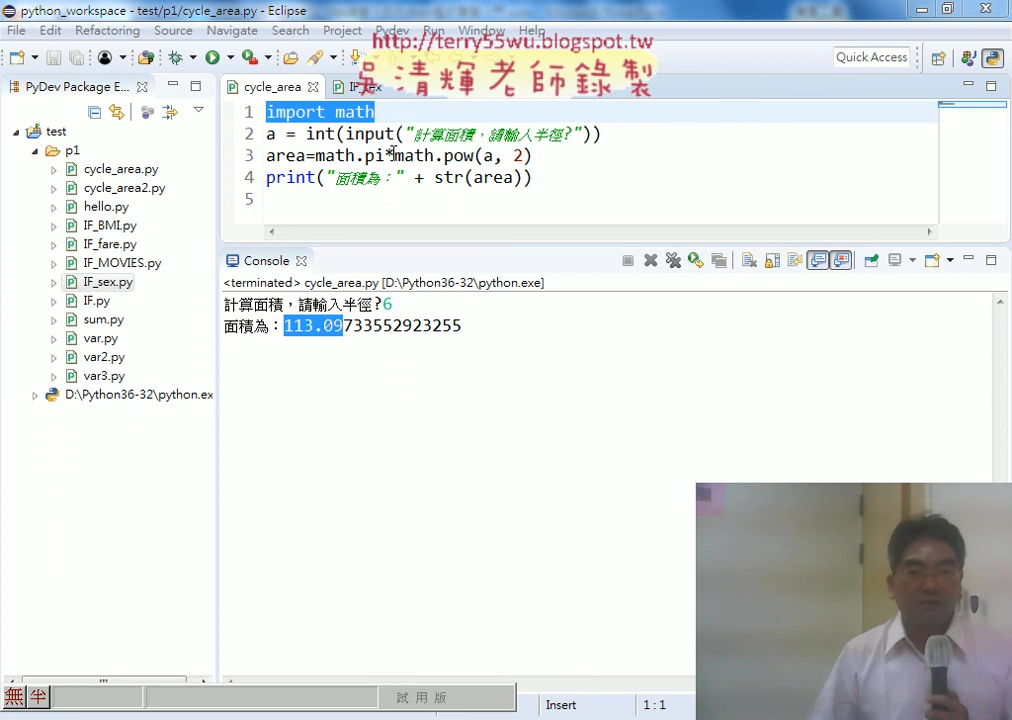 python_workspace - test/p1/cycle_area.py - Eclipse
File Edit Refactoring Source Navigate Search Project Pydev Run Window Help
http://terry55wu.blogspot.tw
吳清輝老師錄製
Quick Access
PyDev Package E...
cycle_area
IF_sex
test
p1
cycle_area.py
cycle_area2.py
hello.py
IF_BMI.py
IF_fare.py
IF_MOVIES.py
IF_sex.py
IF.py
sum.py
var.py
var2.py
var3.py
D:\Python36-32\python.ex
1 import math
2 a = int(input("計算面積，請輸入半徑?"))
3 area=math.pi*math.pow(a, 2)
4 print("面積為：" + str(area))
5
Console
<terminated> cycle_area.py [D:\Python36-32\python.exe]
計算面積，請輸入半徑?6
面積為：113.09733552923255
無 半
試用版
Insert
1 : 1